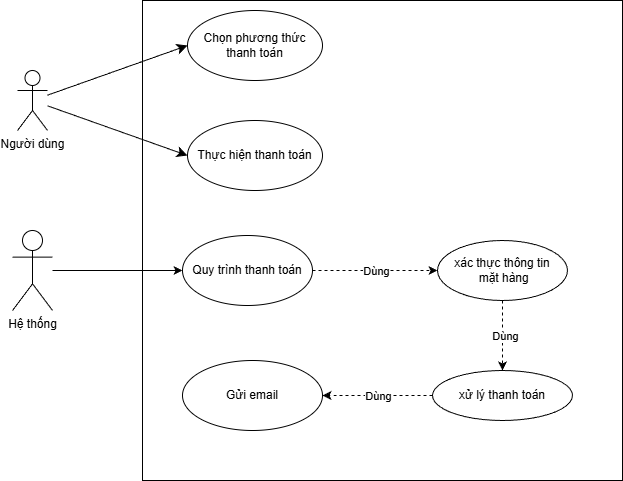 Chọn phương thức
thanh toán
Người dùng
Thực hiện thanh toán
Hệ thống
Quy trình thanh toán
Dùng
xác thực thông tin
mặt hàng
Dùng
Gửi email
Dùng
xử lý thanh toán